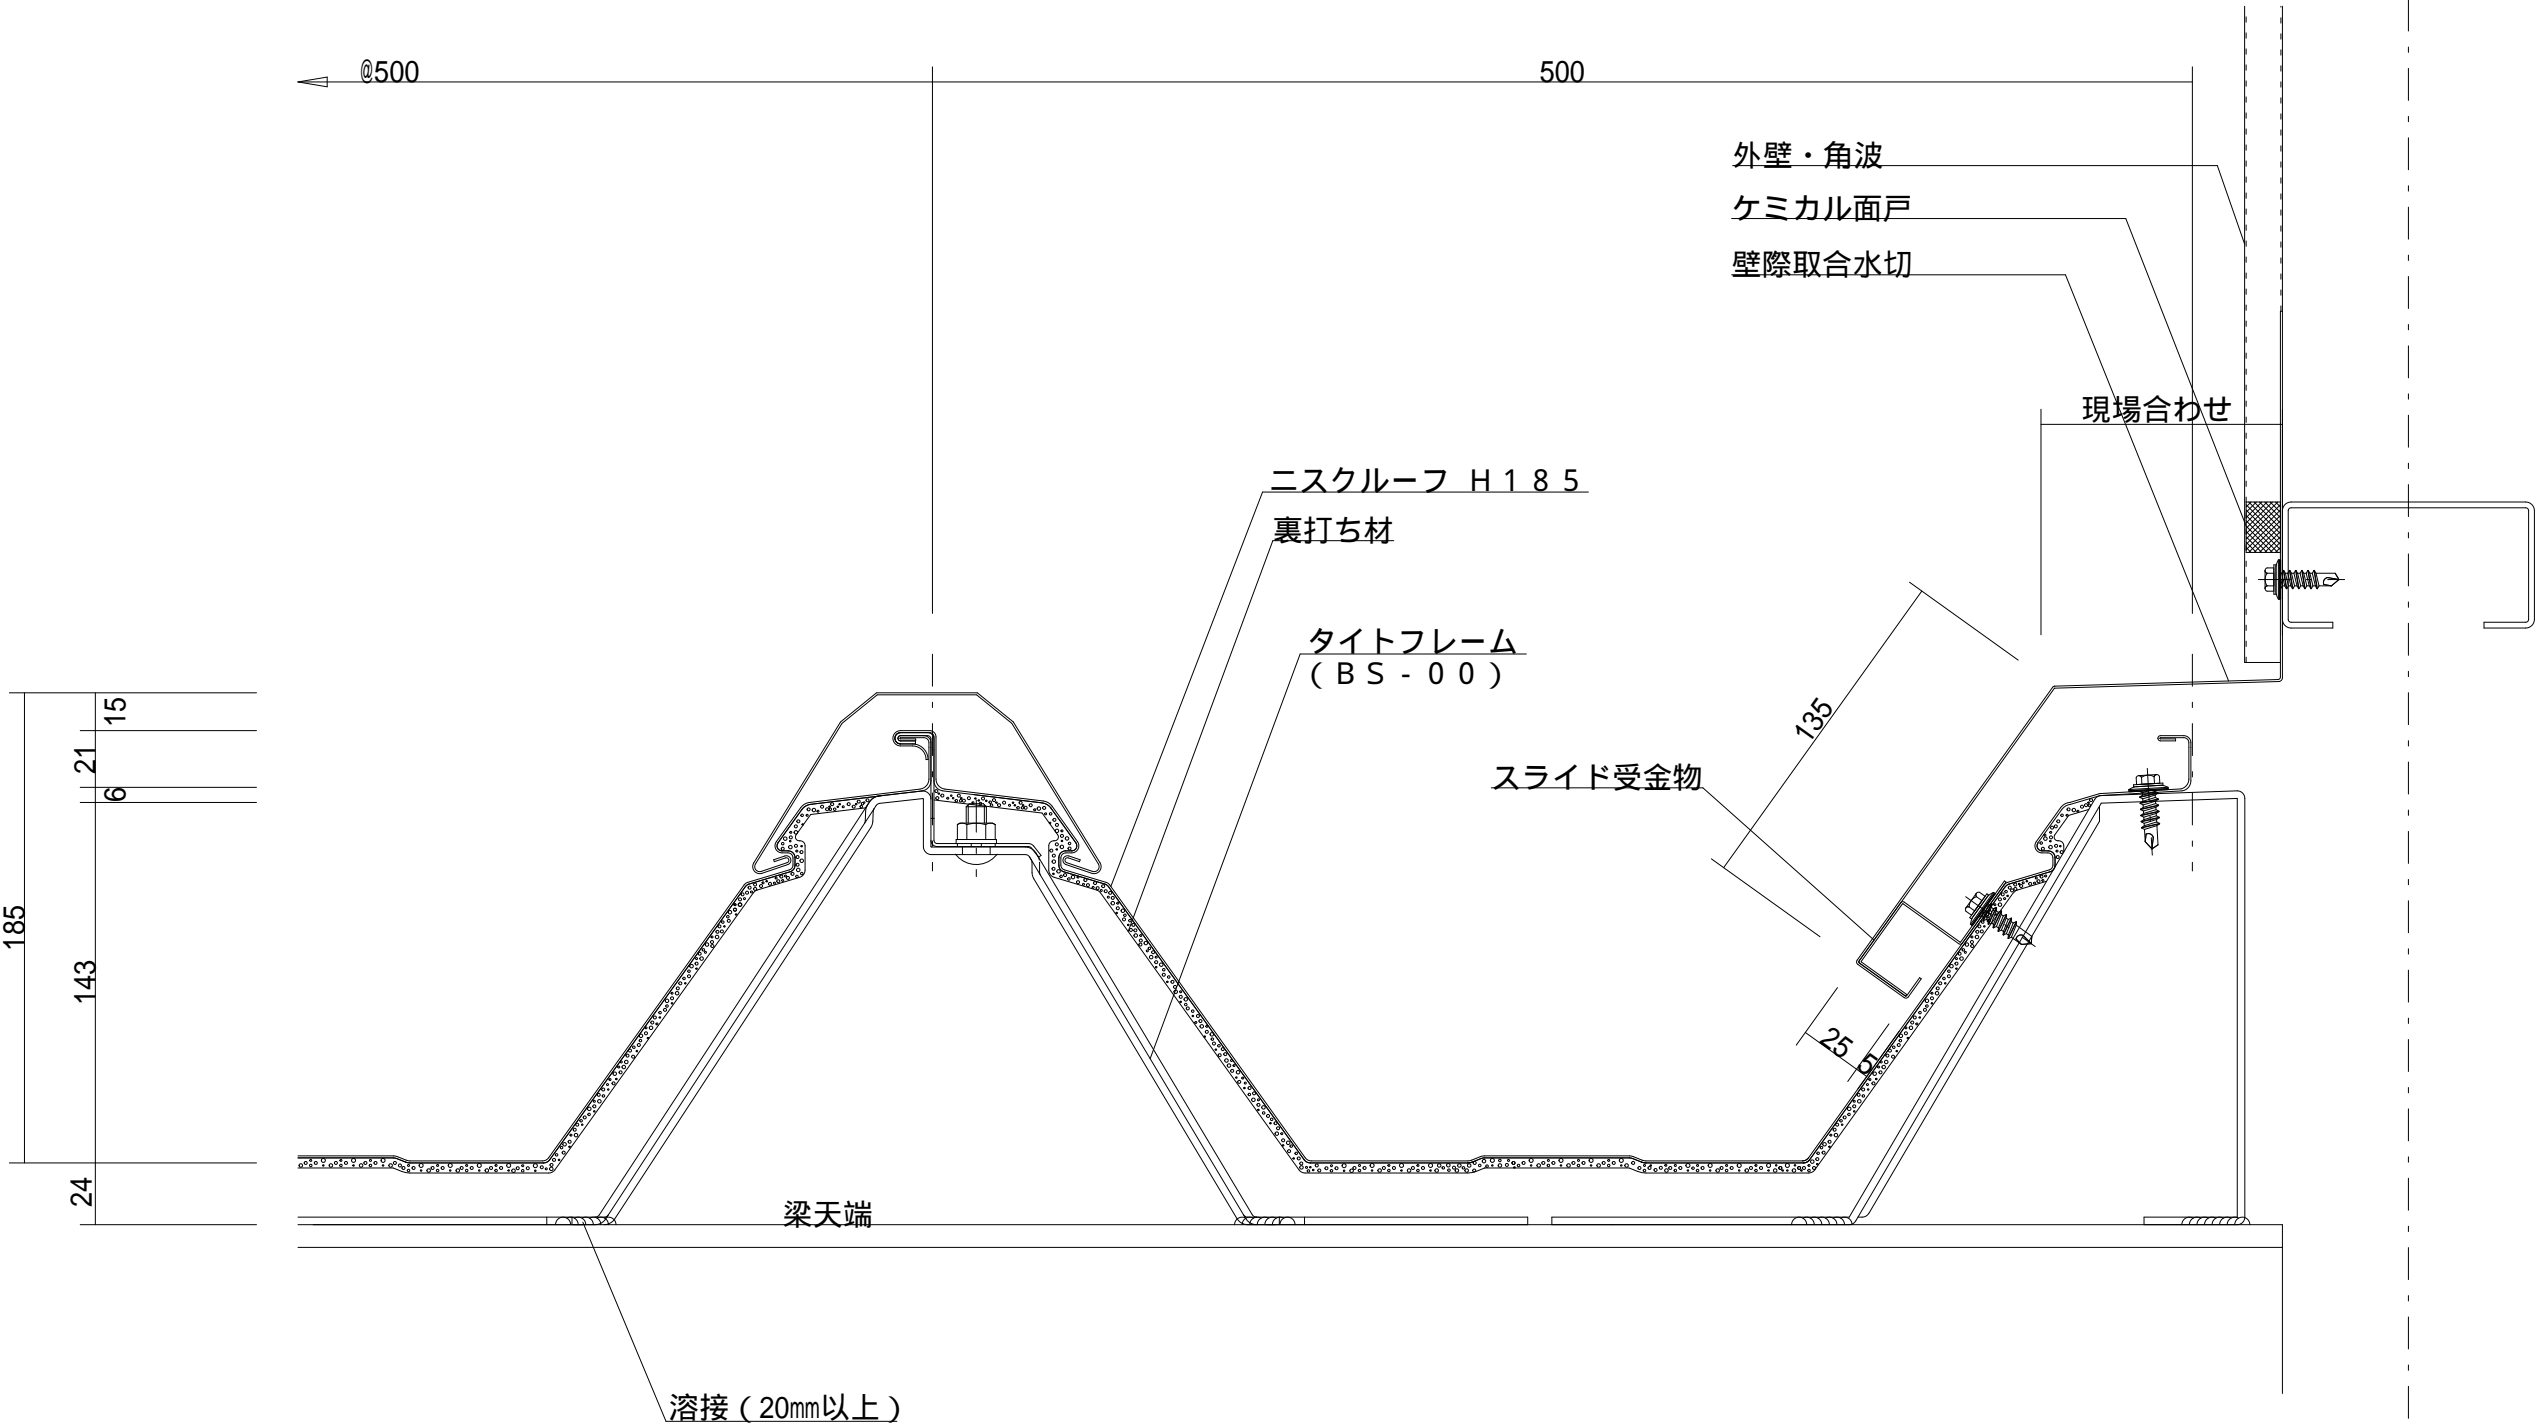 @500
500
外壁・角波
ケミカル面戸
壁際取合水切
現場合わせ
ニスクルーフ Ｈ１８５
裏打ち材
タイトフレーム
（ＢＳ-００）
135
スライド受金物
15
21
6
185
143
25
5
24
梁天端
溶接（20㎜以上）